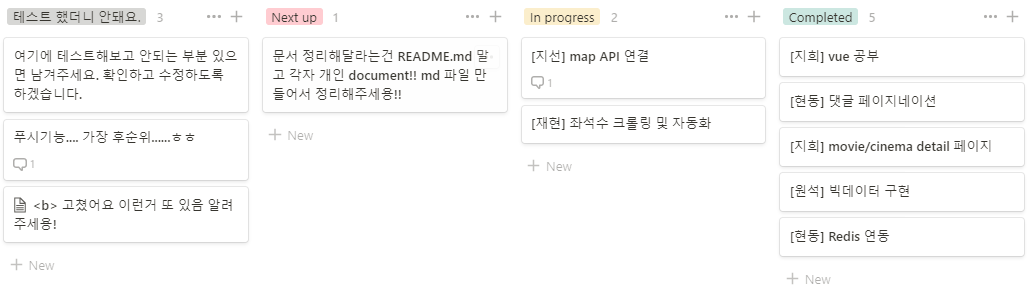 테스트 했더니 안돼요. 3
여기에 테스트해보고 안되는 부분 있으
면 남겨주세요. 확인하고 수정하도록
하겠습니다.
푸시기능.... 가장 후순위......ㅎㅎ
1
<b> 고쳤어요 이런거 또 있음 알려
주세용!
New
Next up 1
문서 정리해달라는건 README.md 말
고 각자 개인 document!! md 파일 만
들어서 정리해주세용!!
New
In progress 2
[지선] map API 연결
1
[재현] 좌석수 크롤링 및 자동화
New
Completed 5
[지희] vue 공부
[현동] 댓글 페이지네이션
[지희] movie/cinema detail 페이지
[원석] 빅데이터 구현
[현동] Redis 연동
New